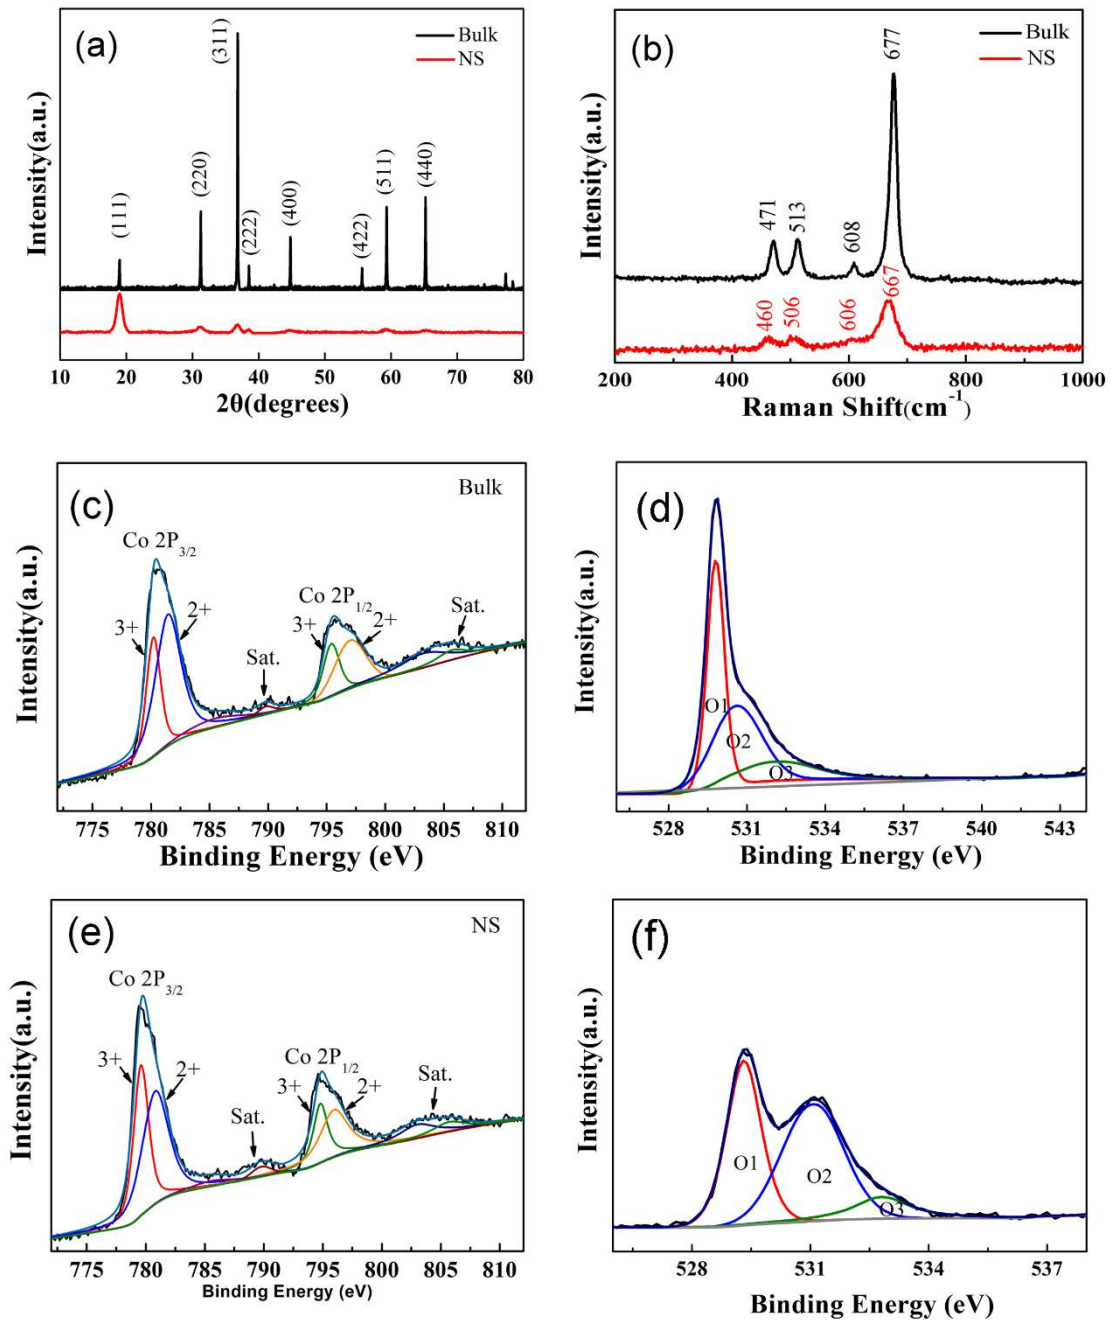 (a)
Bulk
NS
(111)
(220)
(311)
(222)
(400)
(422)
(511)
(440)
Intensity(a.u.)
10 20 30 40 50 60 70 80
2θ(degrees)
(b)
Bulk
NS
471
513
608
677
460
506
606
667
Intensity(a.u.)
200 400 600 800 1000
Raman Shift(cm⁻¹)
(c)
Bulk
Co 2P3/2
3+
2+
Sat.
Co 2P1/2
3+
2+
Sat.
Intensity(a.u.)
775 780 785 790 795 800 805 810
Binding Energy (eV)
(d)
O1
O2
O3
Intensity(a.u.)
528 531 534 537 540 543
Binding Energy (eV)
(e)
NS
Co 2P3/2
3+
2+
Sat.
Co 2P1/2
3+
2+
Sat.
Intensity(a.u.)
775 780 785 790 795 800 805 810
Binding Energy (eV)
(f)
O1
O2
O3
Intensity(a.u.)
528 531 534 537
Binding Energy (eV)